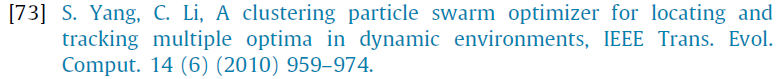 [73] S. Yang, C. Li, A clustering particle swarm optimizer for locating and
tracking multiple optima in dynamic environments, IEEE Trans. Evol.
Comput. 14 (6) (2010) 959–974.